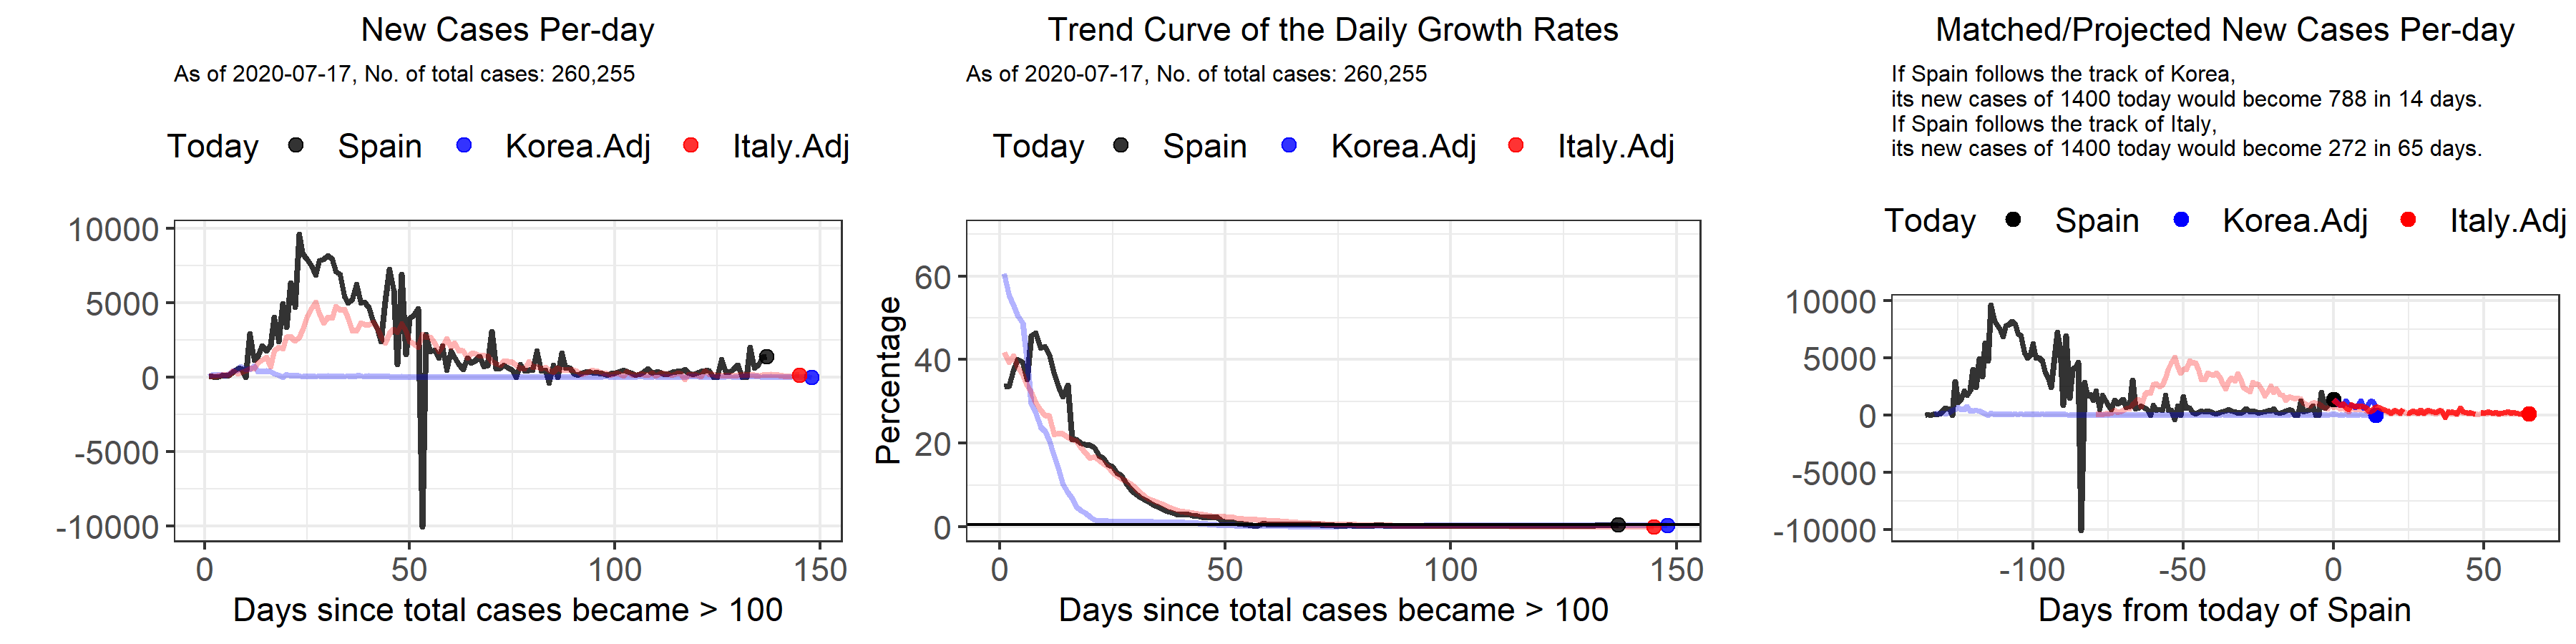 New Cases Per-day
As of 2020-07-17, No. of total cases: 260,255
Today Spain Korea.Adj Italy.Adj
10000
5000
0
-5000
-10000
0 50 100 150
Days since total cases became > 100
Trend Curve of the Daily Growth Rates
As of 2020-07-17, No. of total cases: 260,255
Today Spain Korea.Adj Italy.Adj
Percentage
60
40
20
0
0 50 100 150
Days since total cases became > 100
Matched/Projected New Cases Per-day
If Spain follows the track of Korea,
its new cases of 1400 today would become 788 in 14 days.
If Spain follows the track of Italy,
its new cases of 1400 today would become 272 in 65 days.
Today Spain Korea.Adj Italy.Adj
10000
5000
0
-5000
-10000
-100 -50 0 50
Days from today of Spain